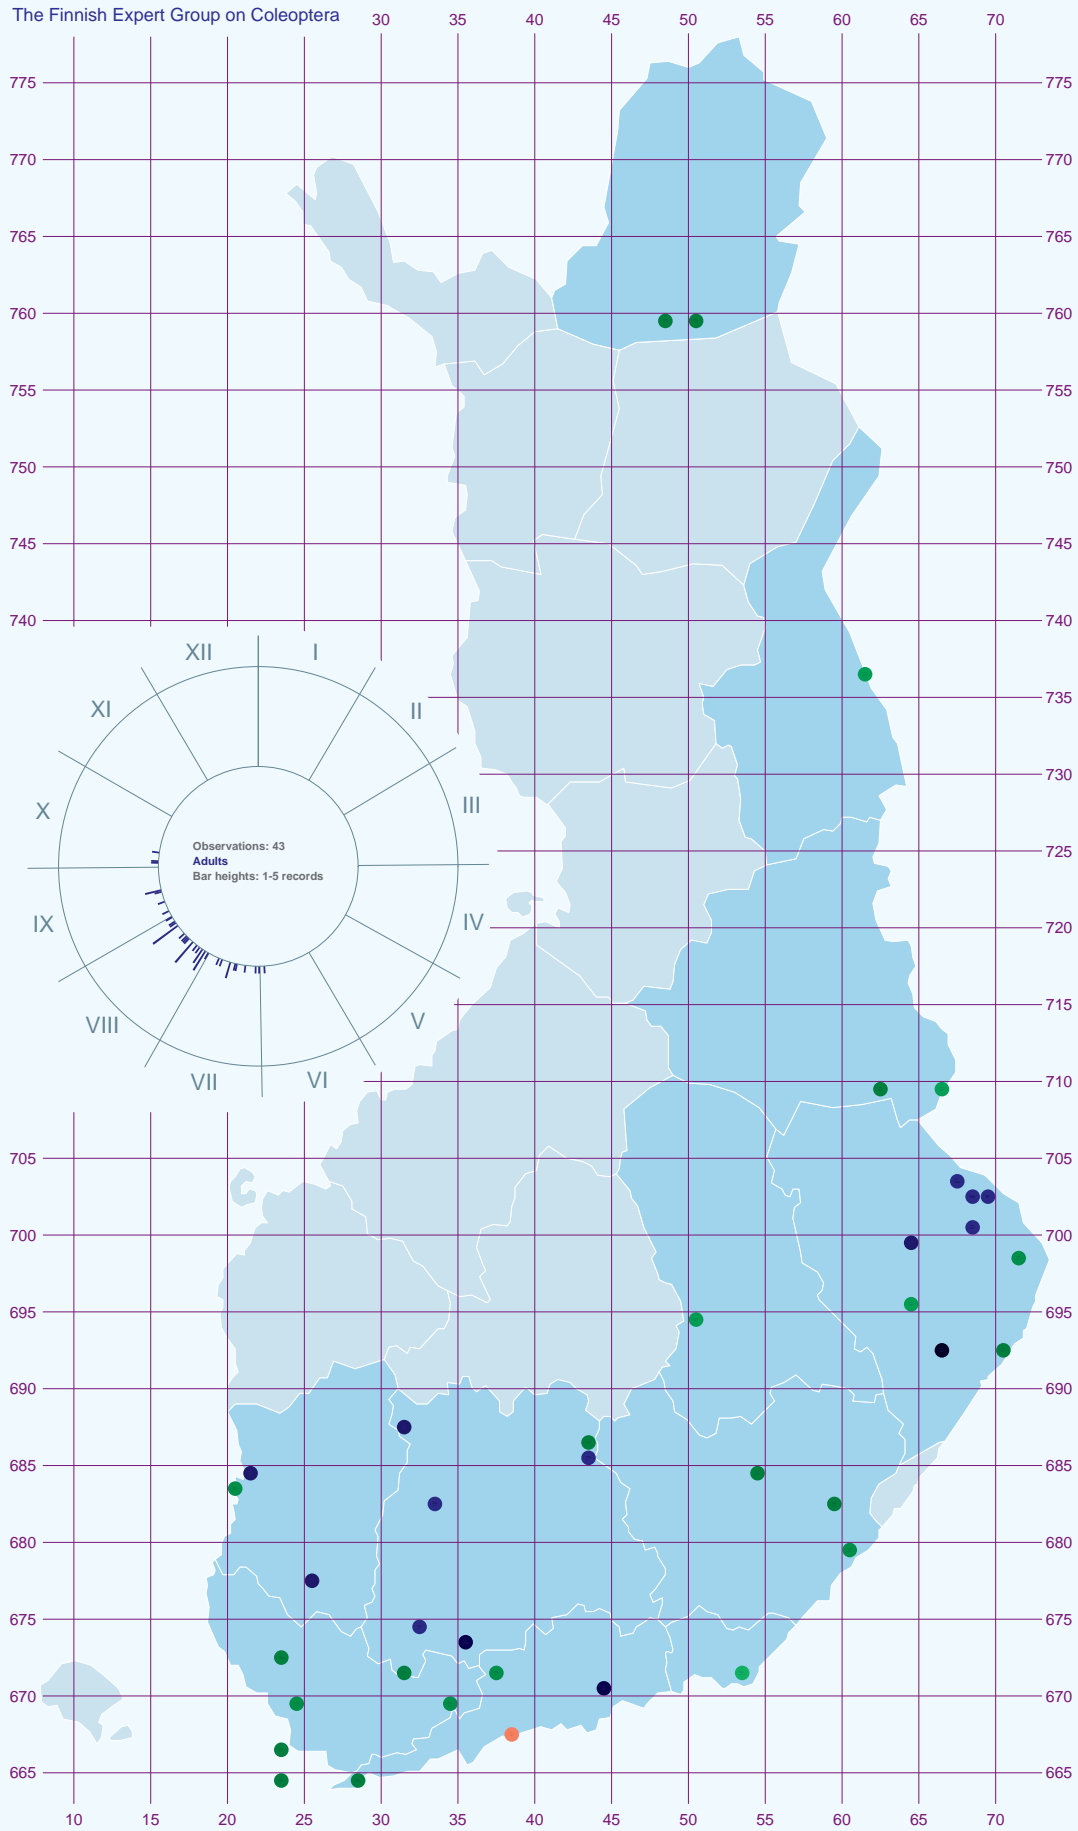 The Finnish Expert Group on Coleoptera
30 35 40 45 50 55 60 65 70
775 775
770 770
765 765
760 760
755 755
750 750
745 745
740 740
XII I
XI II
735
X III
730
Observations: 43
Adults
Bar heights: 1-5 records
725
IX IV
720
VIII V
715
VII VI
710
705 705
700 700
695 695
690 690
685 685
680 680
675 675
670 670
665 665
10 15 20 25 30 35 40 45 50 55 60 65 70